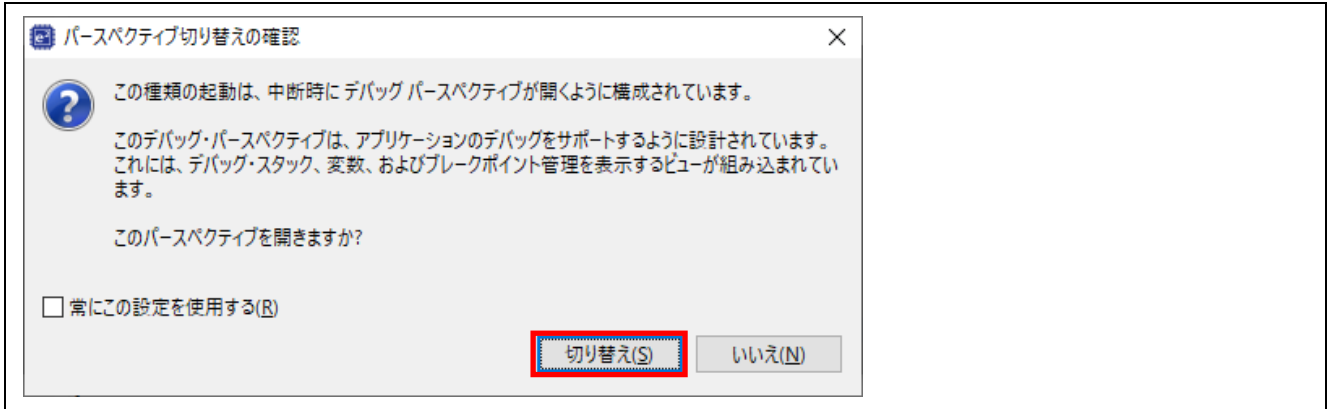 パースペクティブ切り替えの確認
この種類の起動は、中断時に デバッグ パースペクティブが開くように構成されています。
このデバッグ・パースペクティブは、アプリケーションのデバッグをサポートするように設計されています。
これには、デバッグ・スタック、変数、およびブレークポイント管理を表示するビューが組み込まれてい
ます。
このパースペクティブを開きますか?
常にこの設定を使用する(R)
切り替え(S) いいえ(N)